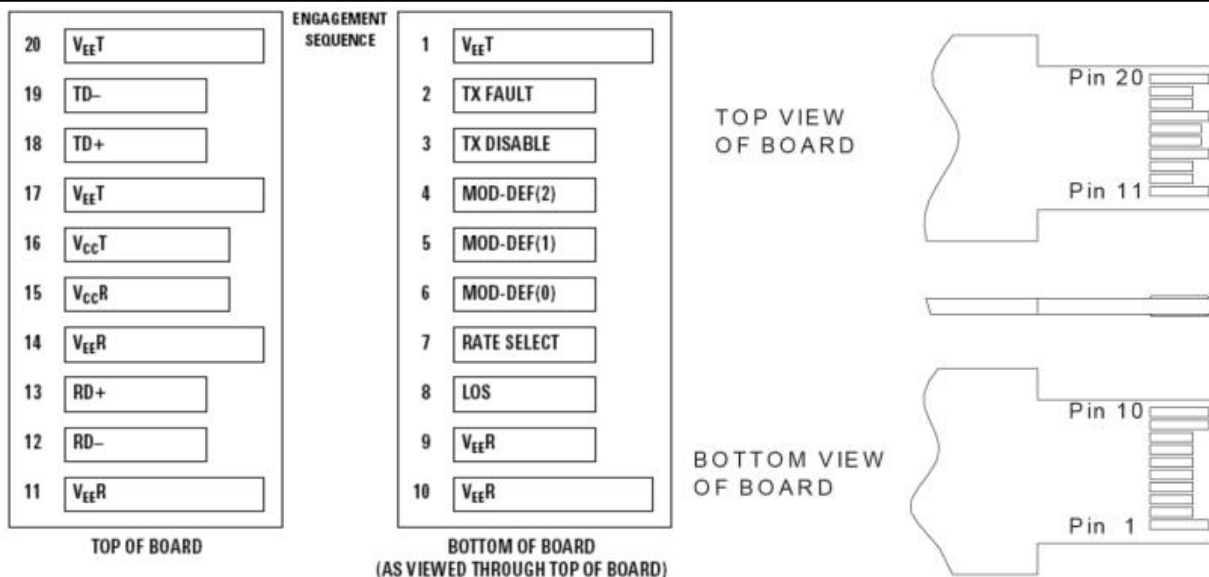 ENGAGEMENT
SEQUENCE
20 VEET
19 TD–
18 TD+
17 VEET
16 VCCT
15 VCCR
14 VEER
13 RD+
12 RD–
11 VEER
TOP OF BOARD
1 VEET
2 TX FAULT
3 TX DISABLE
4 MOD-DEF(2)
5 MOD-DEF(1)
6 MOD-DEF(0)
7 RATE SELECT
8 LOS
9 VEER
10 VEER
BOTTOM OF BOARD
(AS VIEWED THROUGH TOP OF BOARD)
TOP VIEW
OF BOARD
Pin 20
Pin 11
BOTTOM VIEW
OF BOARD
Pin 10
Pin 1